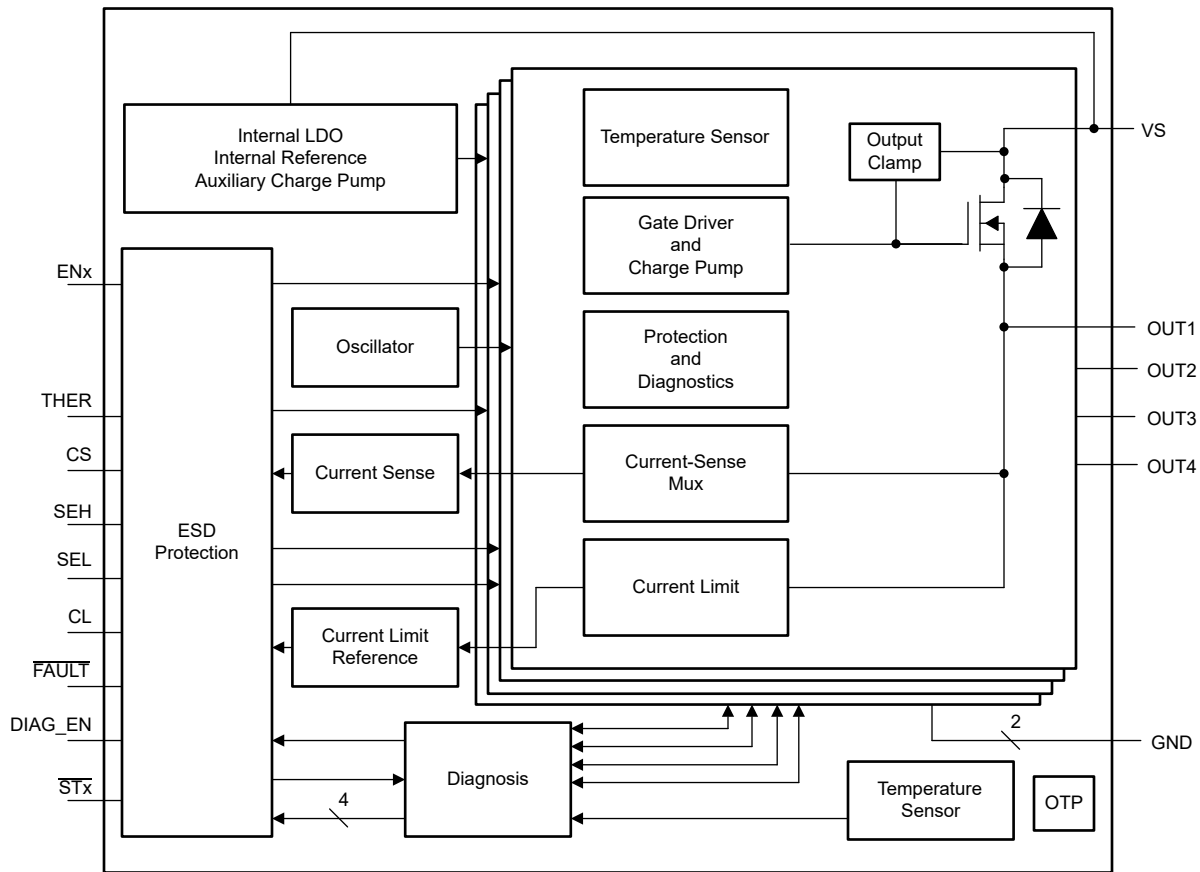 Internal LDO
Internal Reference
Auxiliary Charge Pump
Temperature Sensor
Output
Clamp
VS
Gate Driver
and
Charge Pump
ENx
Oscillator
Protection
and
Diagnostics
OUT1
OUT2
OUT3
OUT4
THER
CS
SEH
SEL
CL
FAULT
DIAG_EN
STx
ESD
Protection
Current Sense
Current-Sense
Mux
Current Limit
Current Limit
Reference
2
GND
Diagnosis
4
Temperature
Sensor
OTP